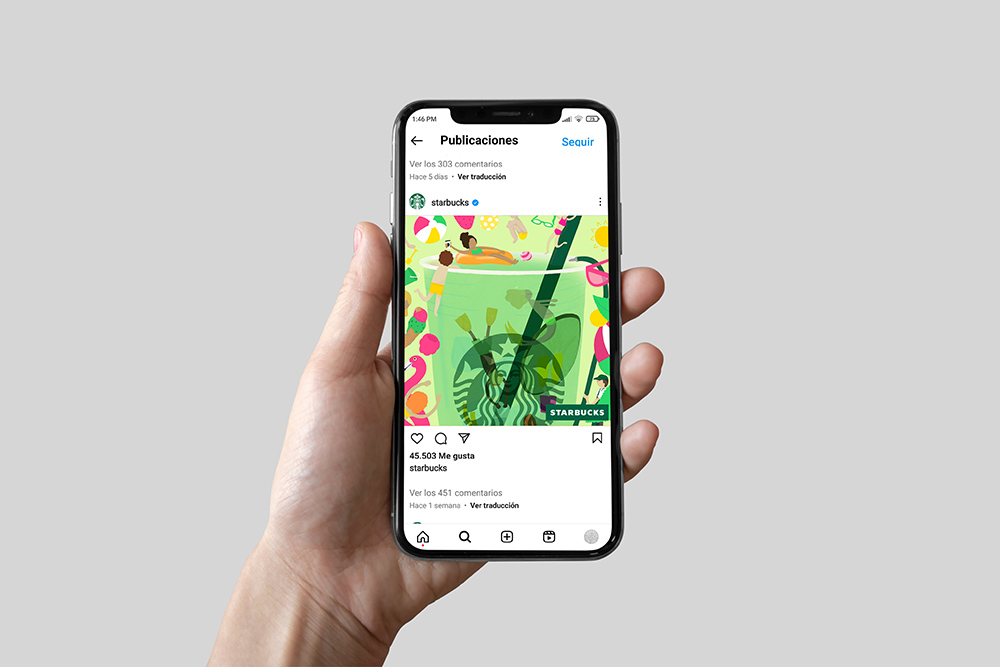 1:46 PM
Publicaciones
Seguir
Ver los 303 comentarios
Hace 5 días • Ver traducción
starbucks
STARBUCKS
45.503 Me gusta
starbucks
Ver los 451 comentarios
Hace 1 semana • Ver traducción